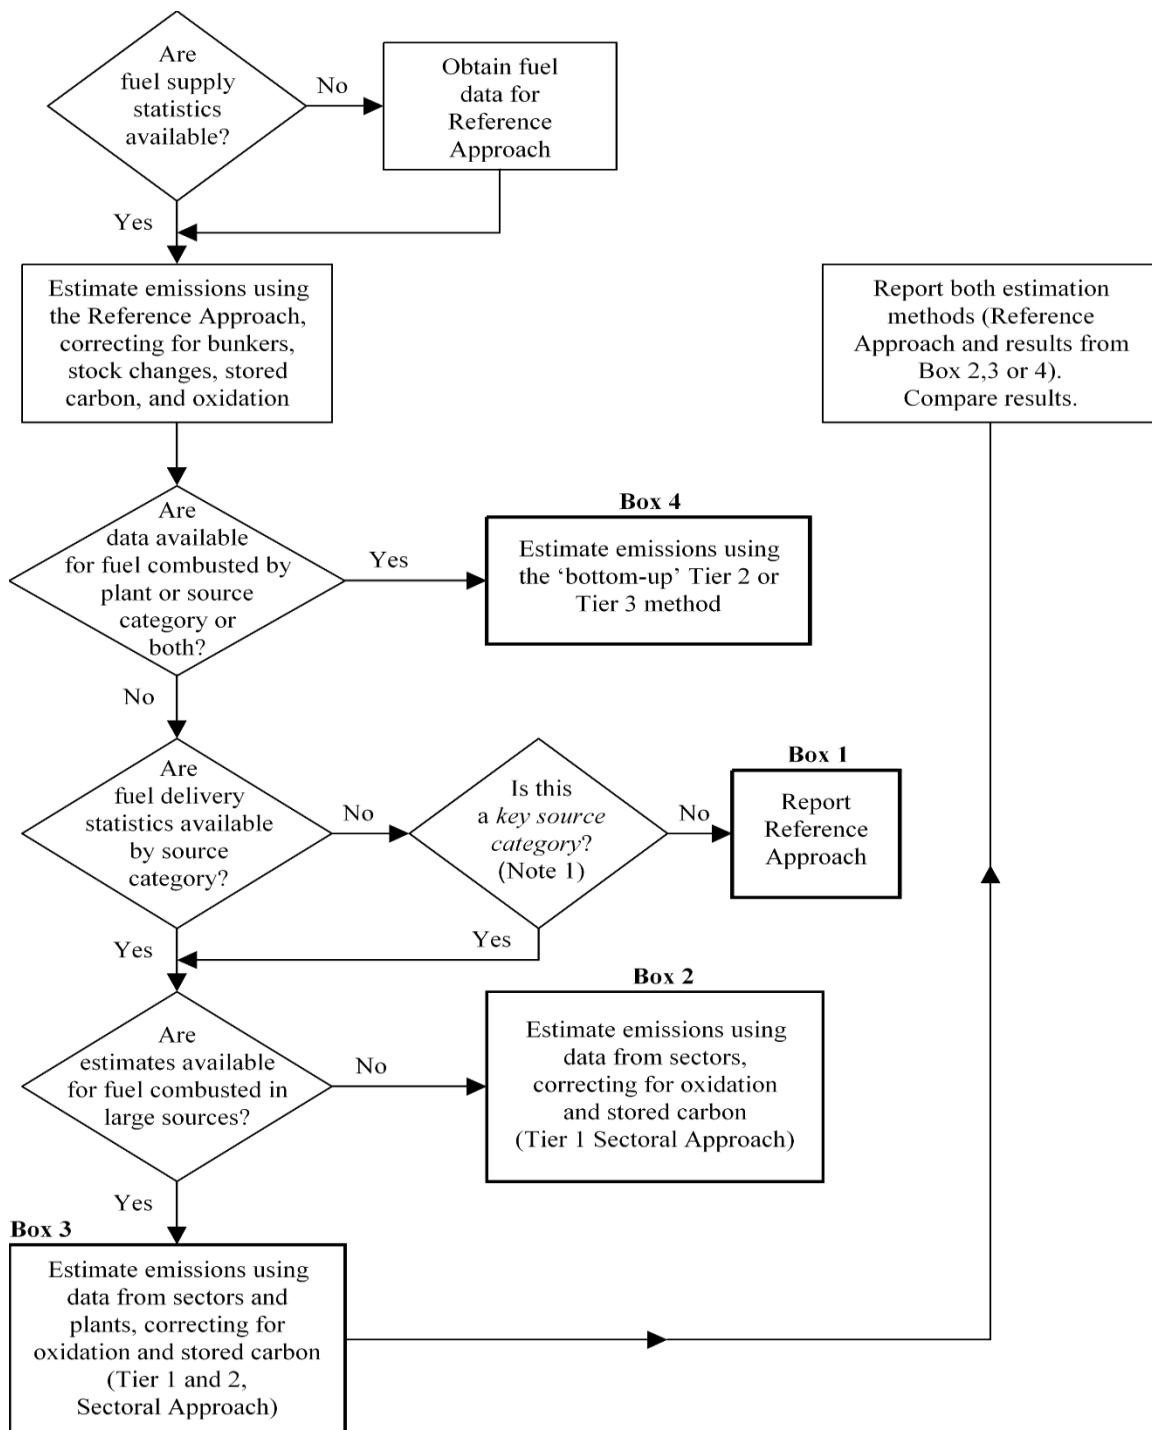 Are
fuel supply
statistics
available?
No
Obtain fuel
data for
Reference
Approach
Yes
Estimate emissions using
the Reference Approach,
correcting for bunkers,
stock changes, stored
carbon, and oxidation
Report both estimation
methods (Reference
Approach and results from
Box 2,3 or 4).
Compare results.
Are
data available
for fuel combusted by
plant or source
category or
both?
Yes
Box 4
Estimate emissions using
the ‘bottom-up’ Tier 2 or
Tier 3 method
No
Are
fuel delivery
statistics available
by source
category?
No
Is this
a key source
category?
(Note 1)
No
Box 1
Report
Reference
Approach
Yes
Yes
Are
estimates available
for fuel combusted in
large sources?
No
Box 2
Estimate emissions using
data from sectors,
correcting for oxidation
and stored carbon
(Tier 1 Sectoral Approach)
Yes
Box 3
Estimate emissions using
data from sectors and
plants, correcting for
oxidation and stored carbon
(Tier 1 and 2,
Sectoral Approach)